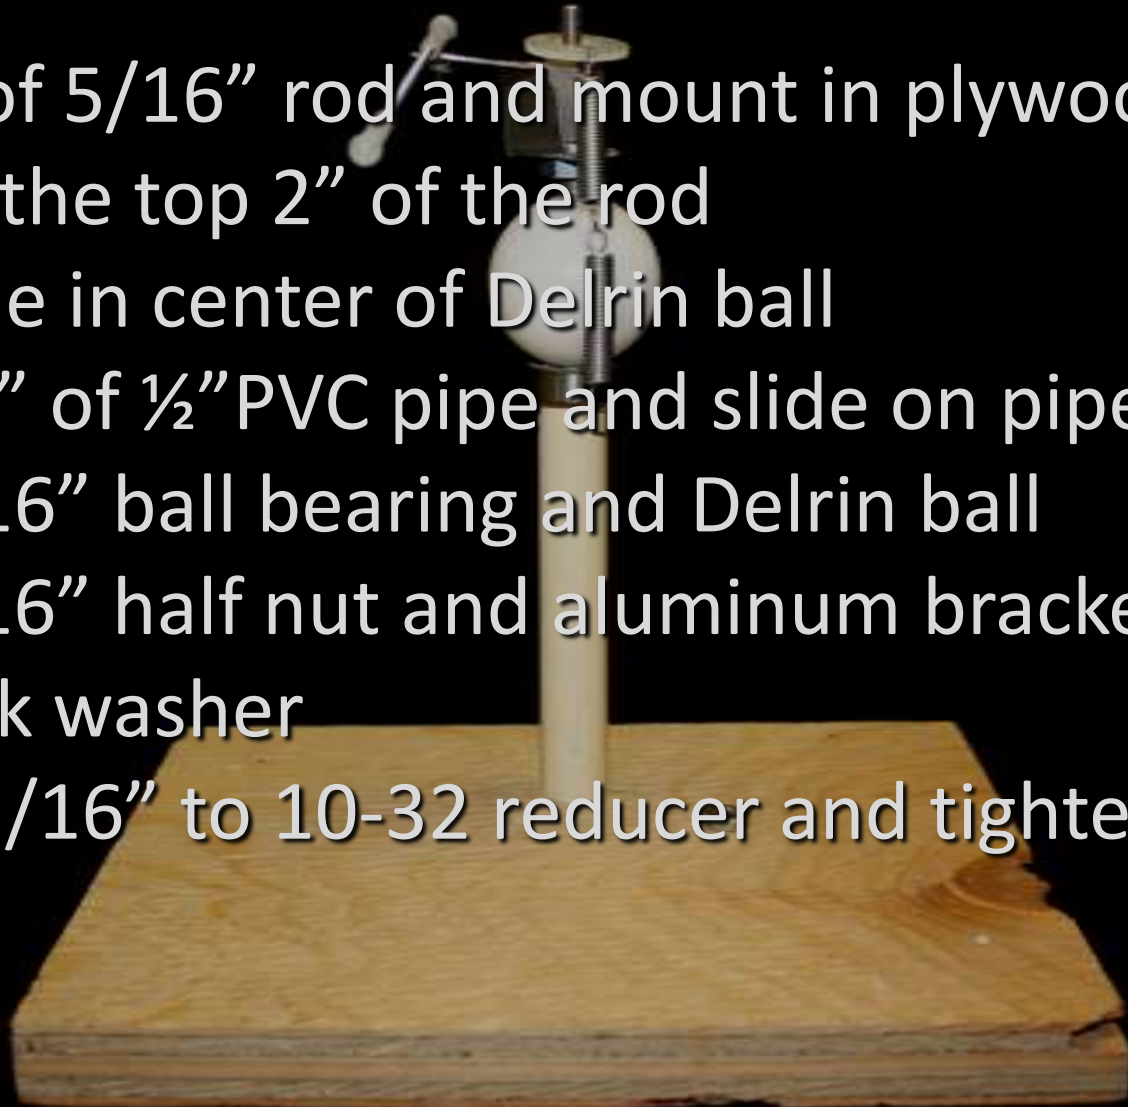 of 5/16” rod and mount in plywoo
the top 2” of the rod
e in center of Delrin ball
” of ½”PVC pipe and slide on pipe
16” ball bearing and Delrin ball
16” half nut and aluminum bracke
k washer
/16” to 10-32 reducer and tighte